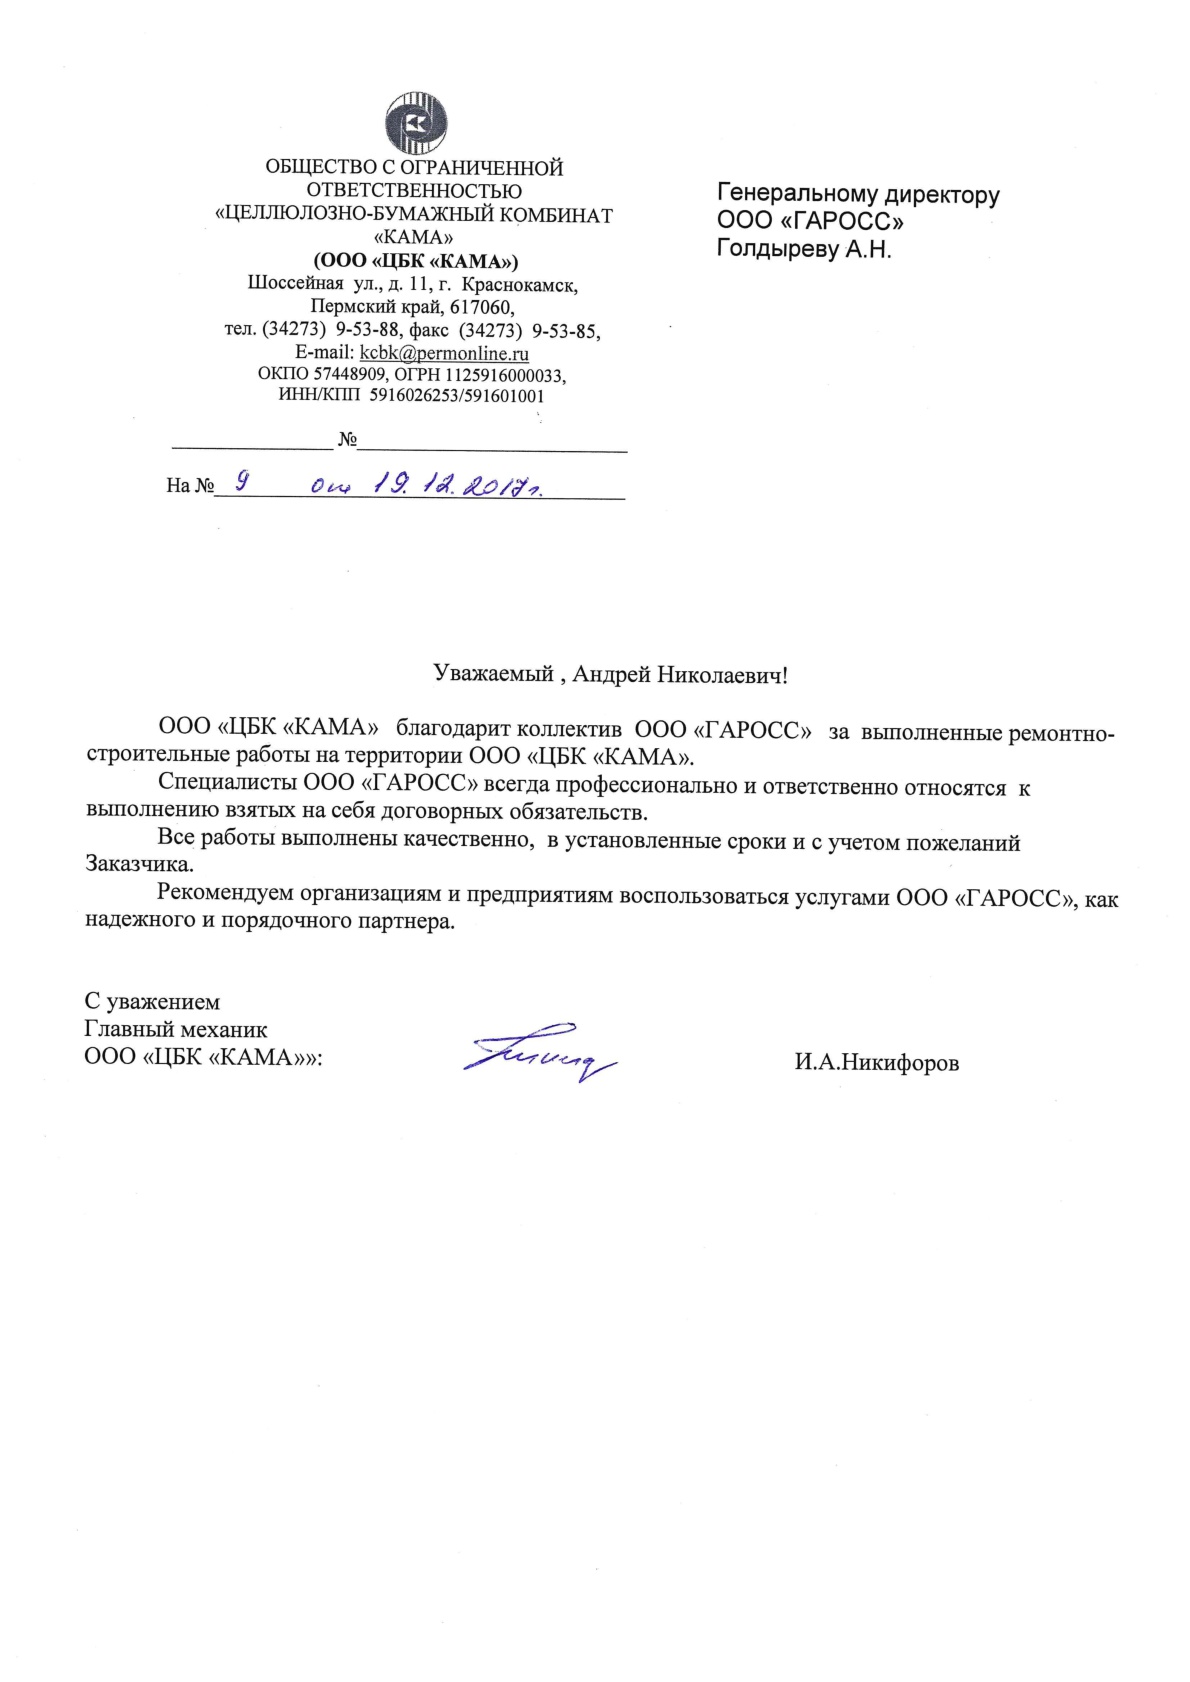 ОБЩЕСТВО С ОГРАНИЧЕННОЙ
ОТВЕТСТВЕННОСТЬЮ
«ЦЕЛЛЮЛОЗНО-БУМАЖНЫЙ КОМБИНАТ
«КАМА»
(ООО «ЦБК «КАМА»)
Шоссейная ул., д. 11, г. Краснокамск,
Пермский край, 617060,
тел. (34273) 9-53-88, факс (34273) 9-53-85,
E-mail: kcbk@permonline.ru
ОКПО 57448909, ОГРН 1125916000033,
ИНН/КПП 5916026253/591601001
_______________ №_________________________
На № 9 от 19.12.2017г.
Генеральному директору
ООО «ГАРОСС»
Голдыреву А.Н.
Уважаемый , Андрей Николаевич!
ООО «ЦБК «КАМА» благодарит коллектив ООО «ГАРОСС» за выполненные ремонтно-
строительные работы на территории ООО «ЦБК «КАМА».
Специалисты ООО «ГАРОСС» всегда профессионально и ответственно относятся к
выполнению взятых на себя договорных обязательств.
Все работы выполнены качественно, в установленные сроки и с учетом пожеланий
Заказчика.
Рекомендуем организациям и предприятиям воспользоваться услугами ООО «ГАРОСС», как
надежного и порядочного партнера.
С уважением
Главный механик
ООО «ЦБК «КАМА»»: И.А.Никифоров